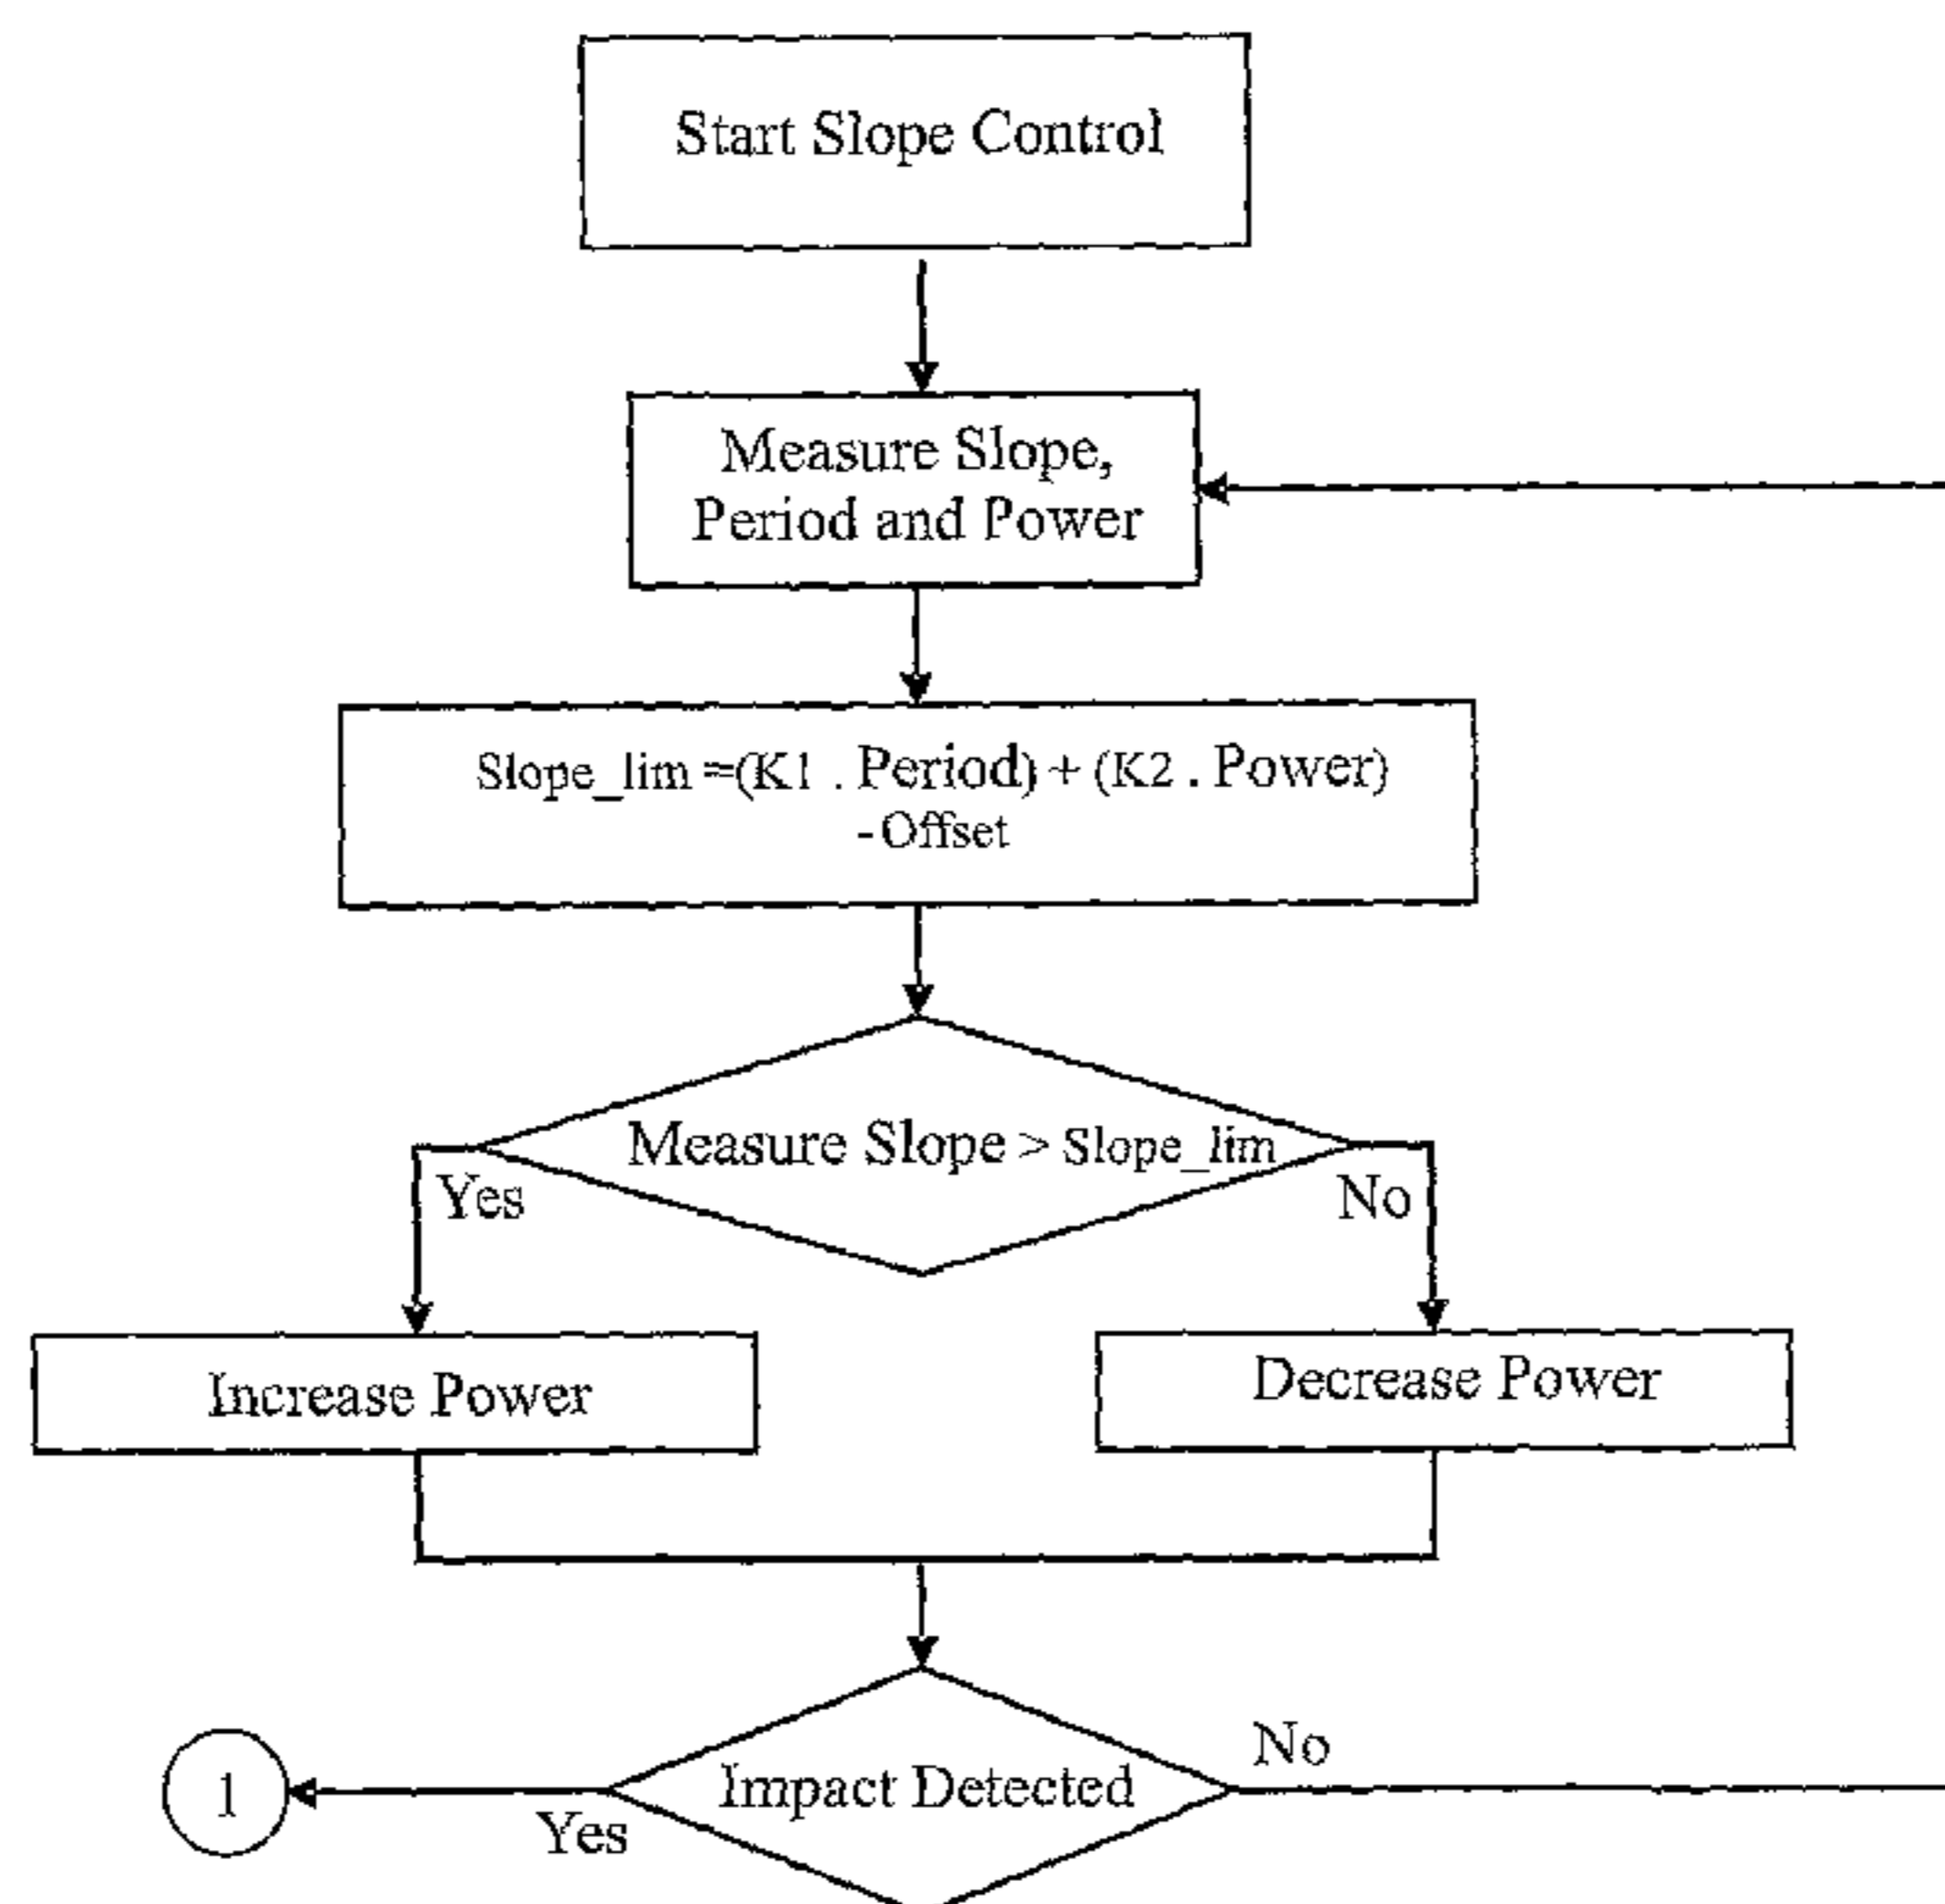 Start Slope Control
Measure Slope,
Period and Power
Slope_lim =(K1 . Period) + (K2 . Power)
- Offset
Measure Slope > Slope_lim
Yes
No
Increase Power
Decrease Power
No
Impact Detected
1
Yes